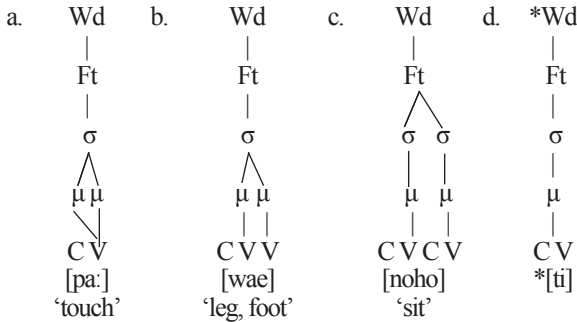 a. Wd b. Wd c. Wd d. *Wd
Ft Ft Ft Ft
σ σ σ σ σ
μ μ μ μ μ μ μ
C V C V V C V C V C V
[pa:] [wae] [noho] *[ti]
‘touch’ ‘leg, foot’ ‘sit’